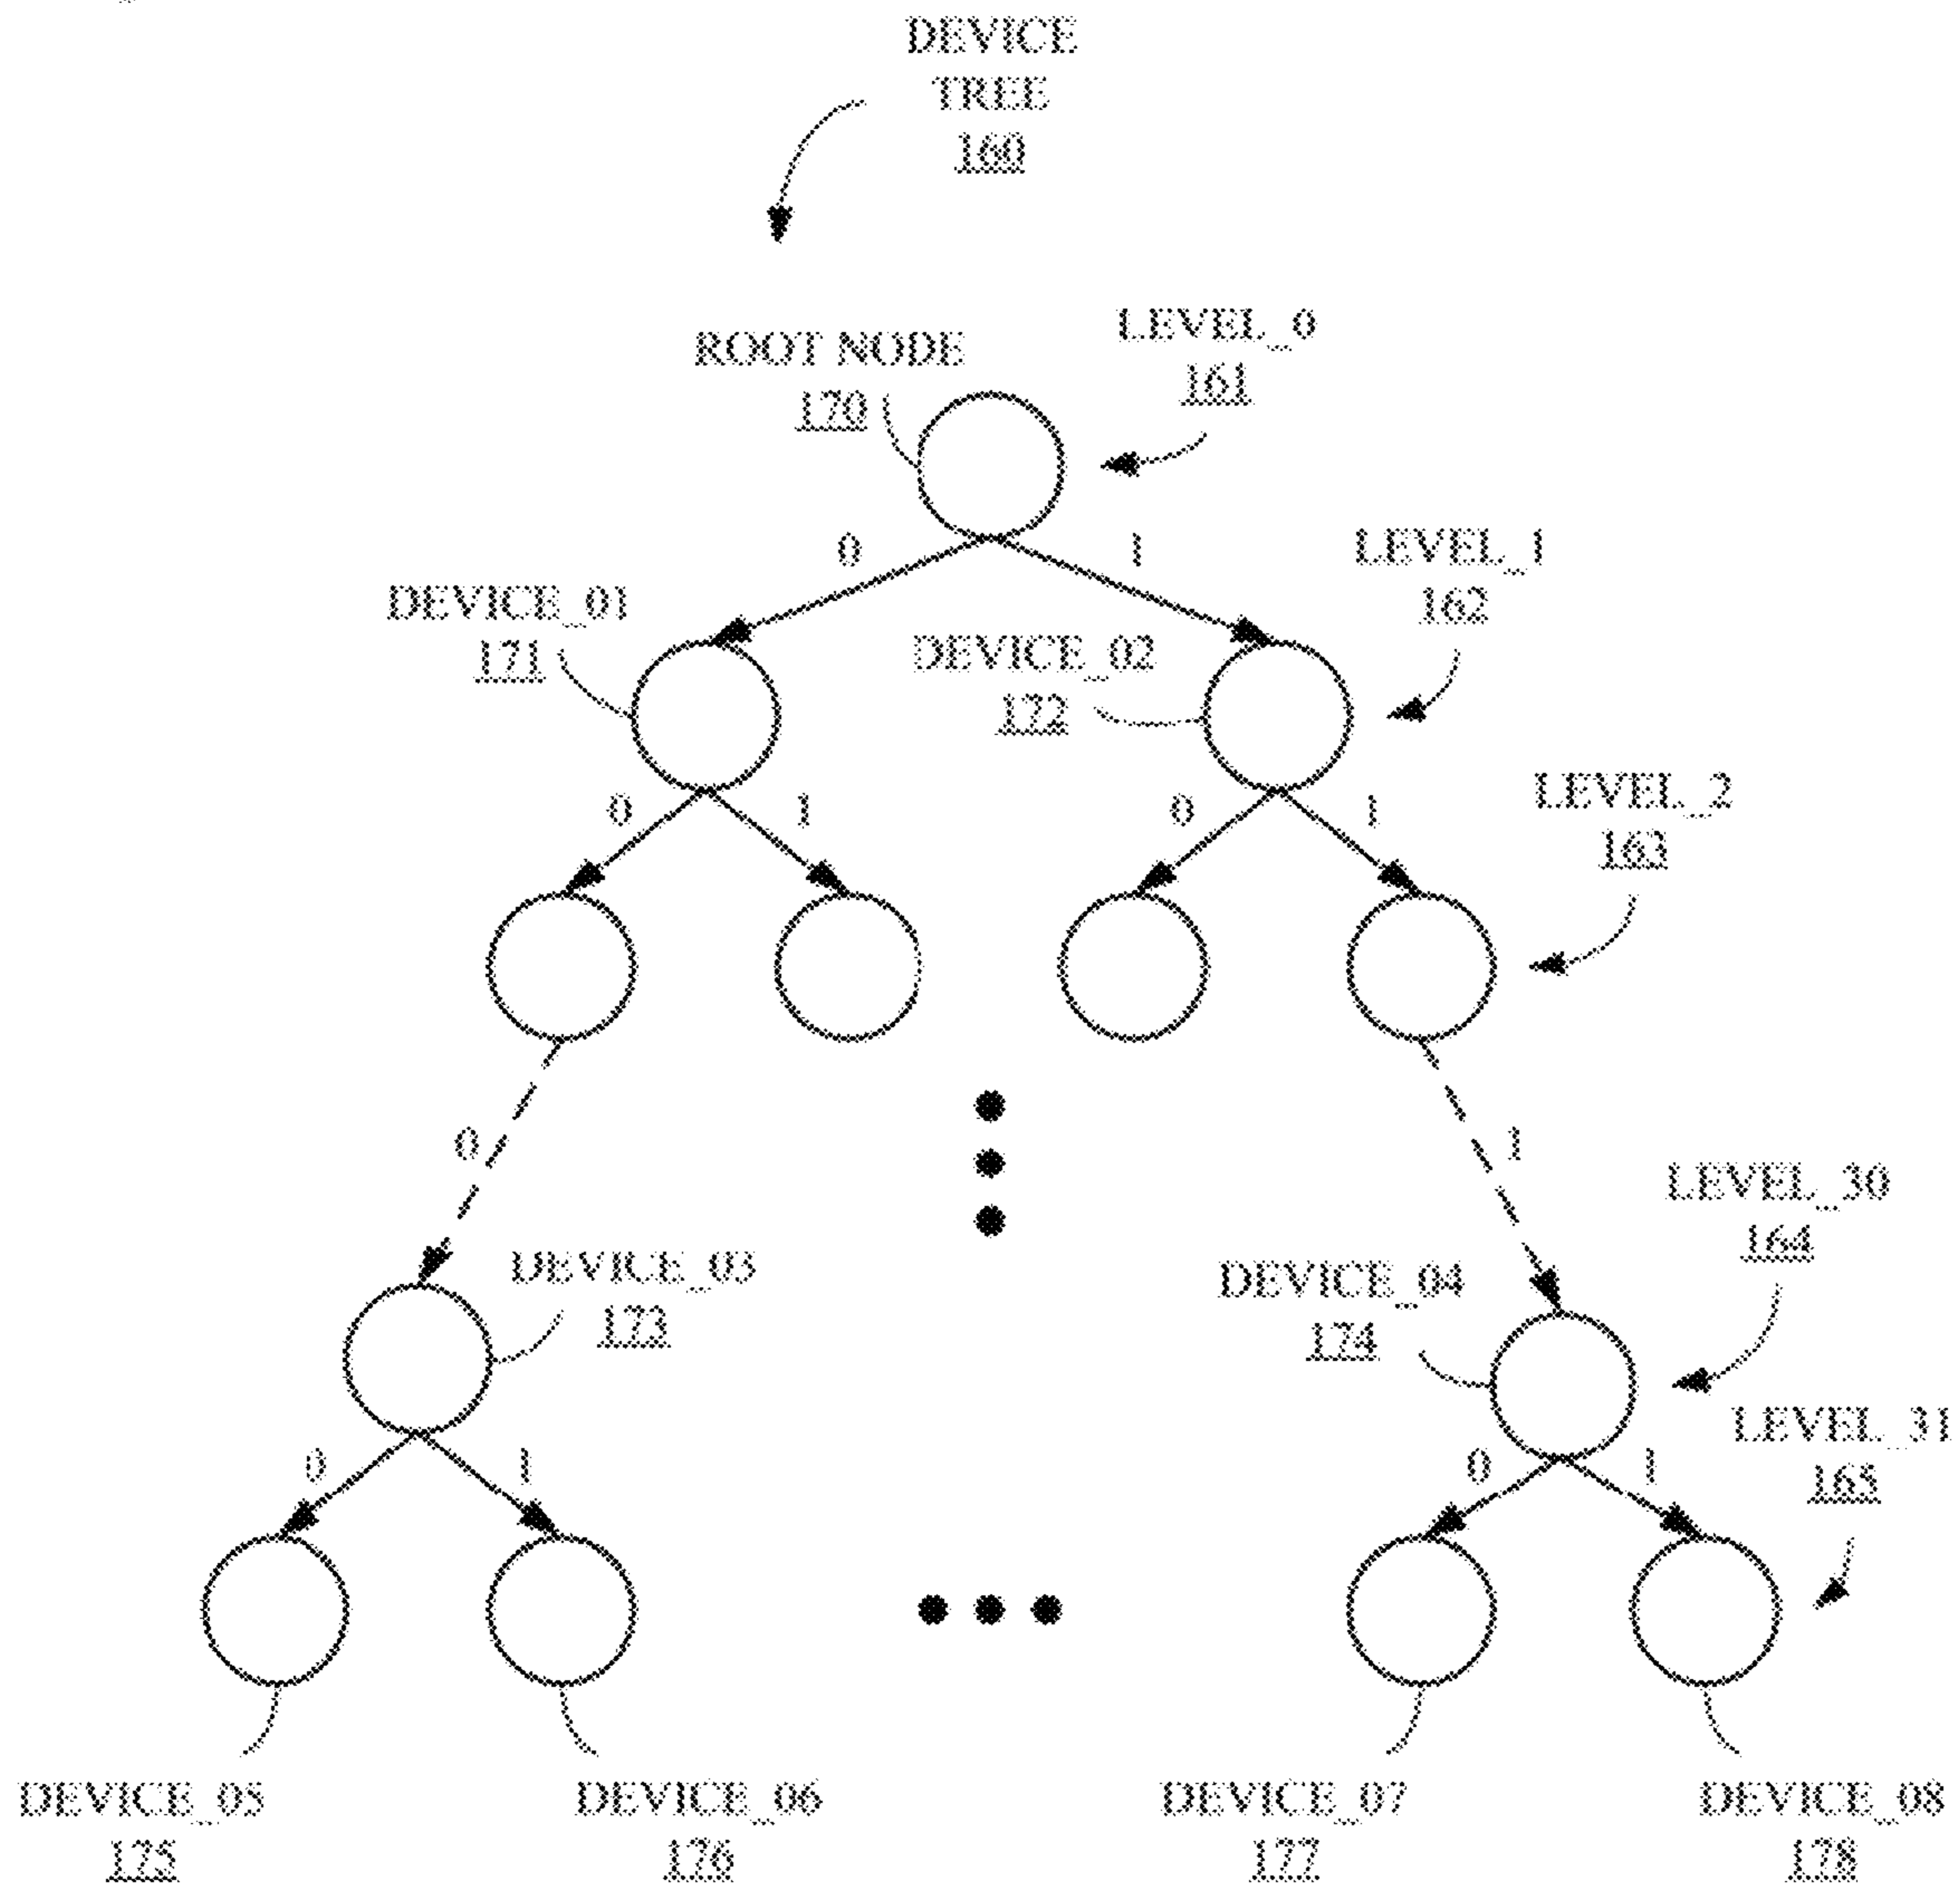 DEVICE
TREE
160
LEVEL_0
161
ROOT NODE
170
0
1
LEVEL_1
162
DEVICE_01
171
DEVICE_02
172
0
1
0
1
LEVEL_2
163
0
1
LEVEL_30
164
DEVICE_03
173
DEVICE_04
174
0
1
0
1
LEVEL_31
165
DEVICE_05
175
DEVICE_06
176
DEVICE_07
177
DEVICE_08
178